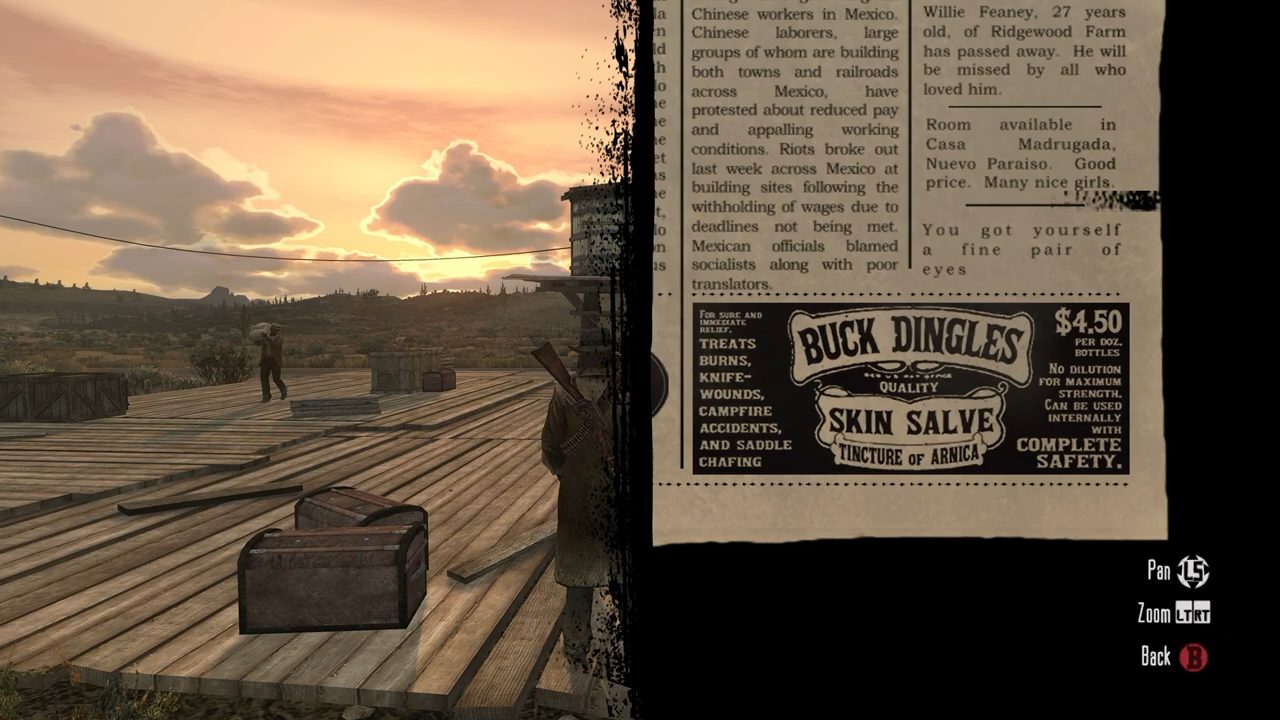 Chinese workers in Mexico.
Chinese laborers, large
groups of whom are building
both towns and railroads
across Mexico, have
protested about reduced pay
and appalling working
conditions. Riots broke out
last week across Mexico at
building sites following the
withholding of wages due to
deadlines not being met.
Mexican officials blamed
socialists along with poor
translators.
Willie Feaney, 27 years
old, of Ridgewood Farm
has passed away. He will
be missed by all who
loved him.
Room available in
Casa Madrugada,
Nuevo Paraiso. Good
price. Many nice girls.
You got yourself
a fine pair of
eyes
FOR SURE AND
IMMEDIATE
RELIEF.
TREATS
BURNS,
KNIFE-
WOUNDS,
CAMPFIRE
ACCIDENTS,
AND SADDLE
CHAFING
BUCK DINGLES
QUALITY
SKIN SALVE
TINCTURE OF ARNICA
$4.50
PER DOZ.
BOTTLES
NO DILUTION
FOR MAXIMUM
STRENGTH.
CAN BE USED
INTERNALLY
WITH
COMPLETE
SAFETY.
Pan LS
Zoom LT RT
Back B